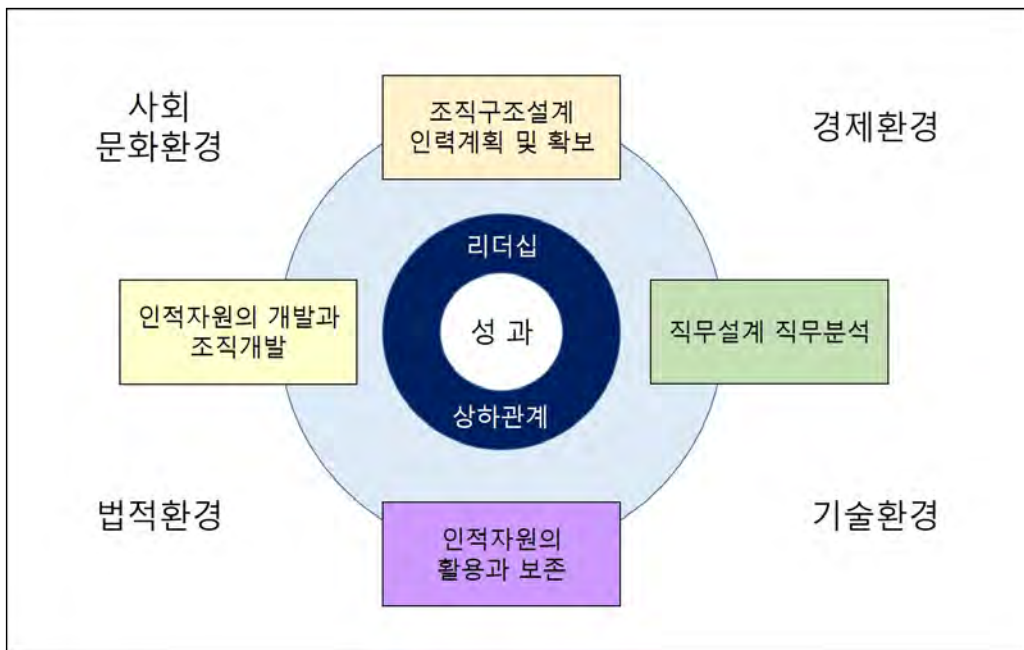 사회
문화환경
조직구조설계
인력계획 및 확보
경제환경
리더십
인적자원의 개발과
조직개발
성 과
직무설계 직무분석
상하관계
법적환경
인적자원의
활용과 보존
기술환경